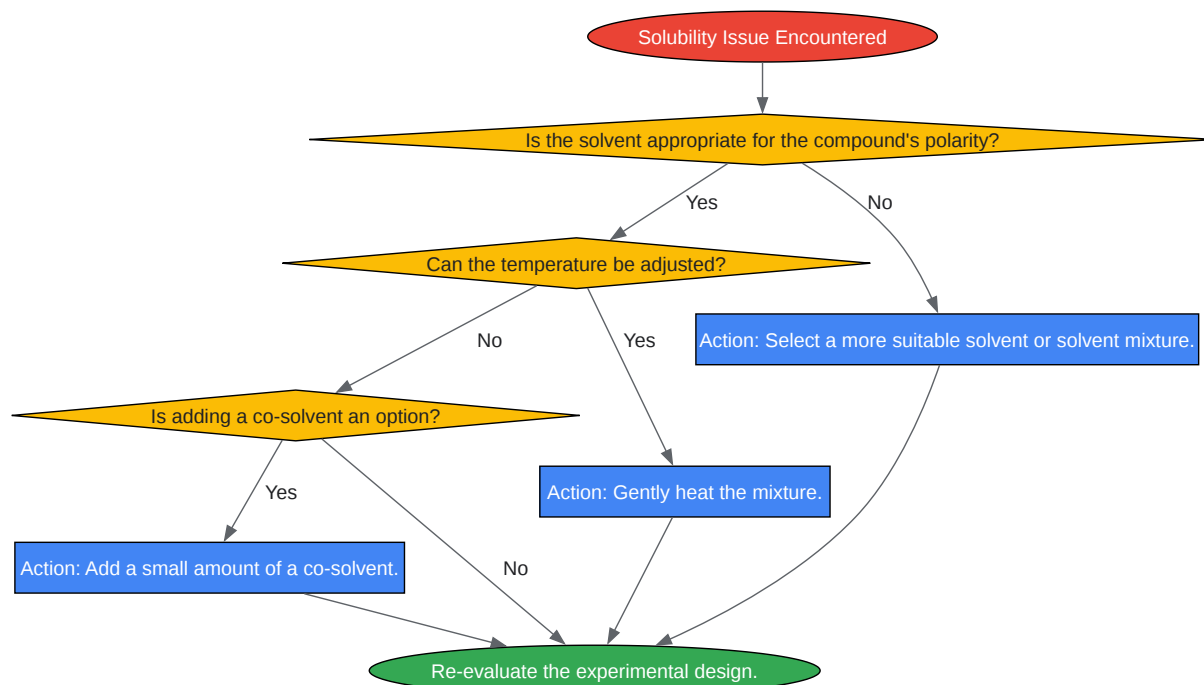 Solubility Issue Encountered
Is the solvent appropriate for the compound's polarity?
Yes
No
Can the temperature be adjusted?
No
Yes
Action: Select a more suitable solvent or solvent mixture.
Is adding a co-solvent an option?
Yes
Action: Gently heat the mixture.
Action: Add a small amount of a co-solvent.
No
Re-evaluate the experimental design.